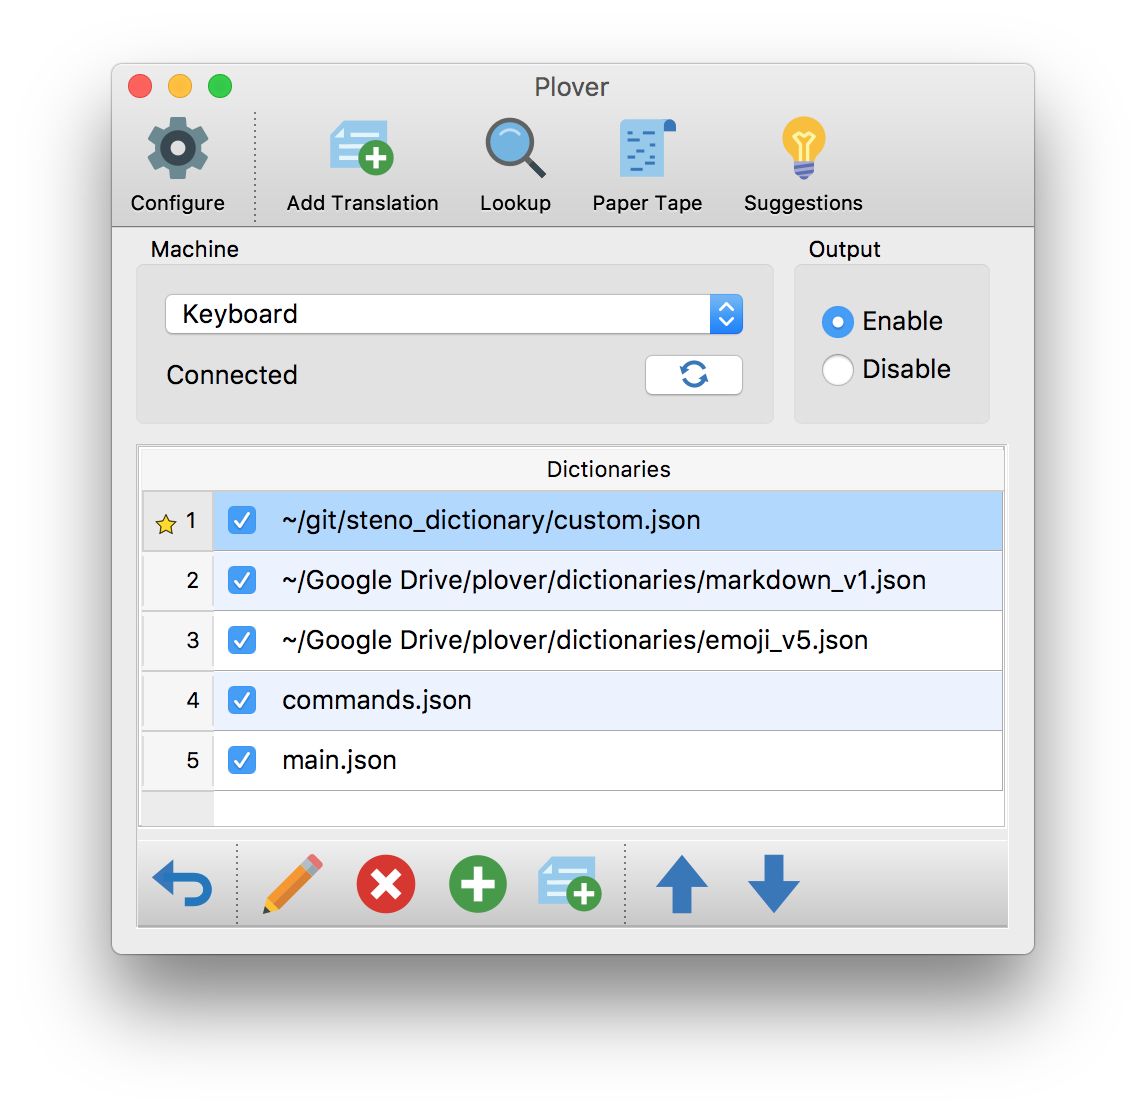 Plover
Configure
Add Translation
Lookup
Paper Tape
Suggestions
Machine
Output
Keyboard
Connected
Enable
Disable
Dictionaries
1 ~/git/steno_dictionary/custom.json
2 ~/Google Drive/plover/dictionaries/markdown_v1.json
3 ~/Google Drive/plover/dictionaries/emoji_v5.json
4 commands.json
5 main.json